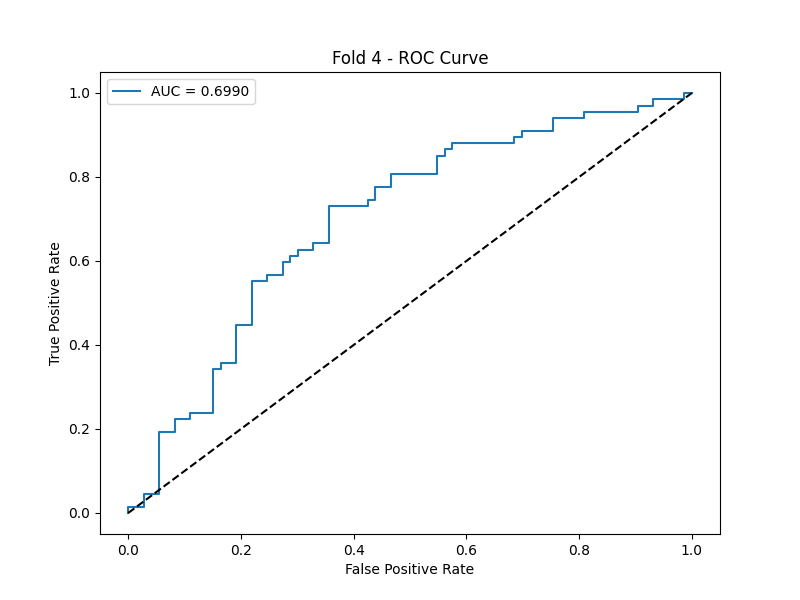 Fold 4 - ROC Curve
AUC = 0.6990
1.0
0.8
0.6
0.4
0.2
0.0
True Positive Rate
0.0 0.2 0.4 0.6 0.8 1.0
False Positive Rate